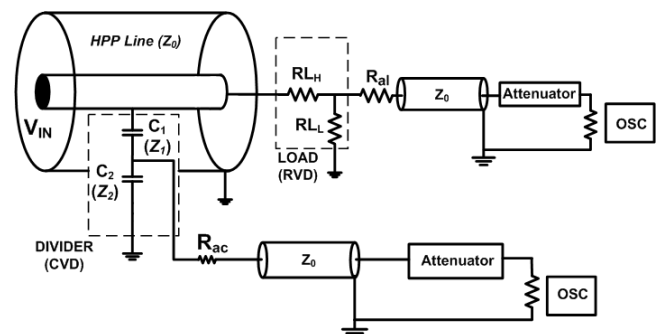 HPP Line (Z0)
VIN
C1
(Z1)
C2
(Z2)
DIVIDER
(CVD)
RLH
RLL
LOAD
(RVD)
Ral
Z0
Attenuator
OSC
Rac
Z0
Attenuator
OSC